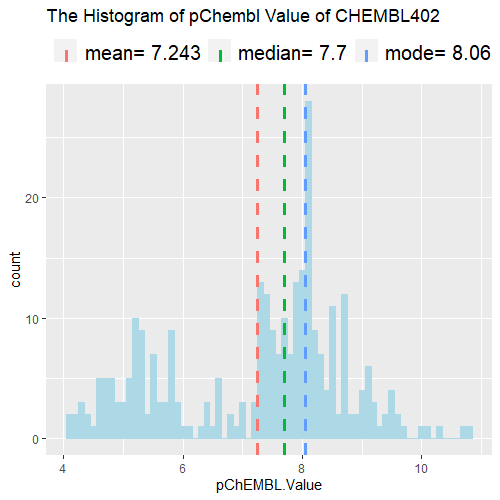 The Histogram of pChembl Value of CHEMBL402
mean= 7.243 median= 7.7 mode= 8.06
count
20
10
0
4 6 8 10
pChEMBL.Value